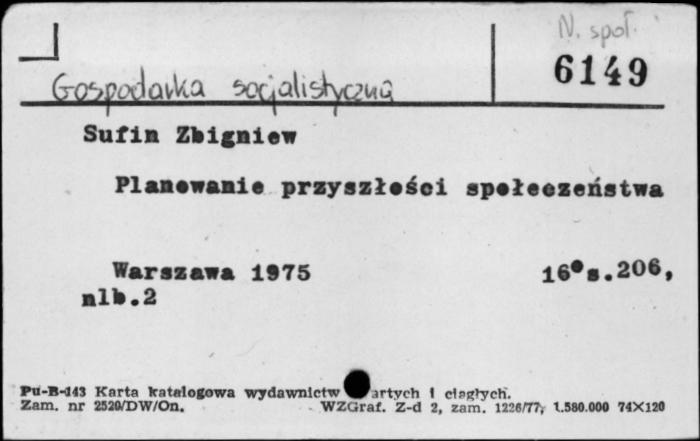 N. społ.
6149
Gospodarka socjalistyczna
Sufin Zbigniew
Planowanie przyszłości społeczeństwa
Warszawa 1975 16° s.206,
nlb.2
Pu-B-143 Karta katalogowa wydawnictw artych i ciągłych.
Zam. nr 2520/DW/On. WZGraf. Z-d 2, zam. 1226/77, 1.580.000 74X120